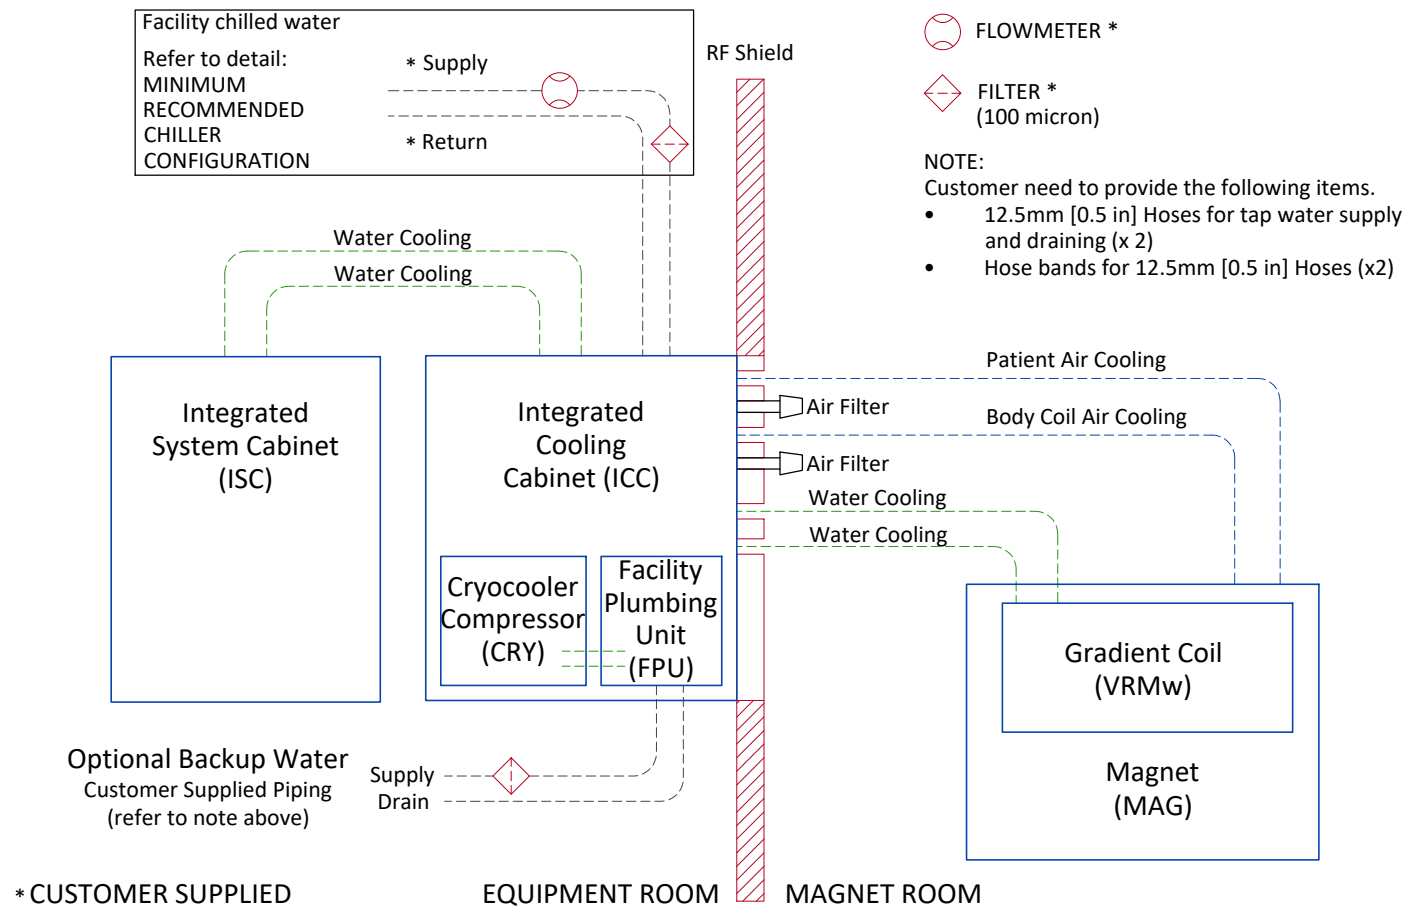 Facility chilled water
Refer to detail:
MINIMUM
RECOMMENDED
CHILLER
CONFIGURATION
* Supply
* Return
RF Shield
FLOWMETER *
FILTER *
(100 micron)
NOTE:
Customer need to provide the following items.
• 12.5mm [0.5 in] Hoses for tap water supply
and draining (x 2)
• Hose bands for 12.5mm [0.5 in] Hoses (x2)
Water Cooling
Water Cooling
Integrated
System Cabinet
(ISC)
Integrated
Cooling
Cabinet (ICC)
Cryocooler
Compressor
(CRY)
Facility
Plumbing
Unit
(FPU)
Patient Air Cooling
Air Filter
Body Coil Air Cooling
Air Filter
Water Cooling
Water Cooling
Gradient Coil
(VRMw)
Magnet
(MAG)
Optional Backup Water
Customer Supplied Piping
(refer to note above)
Supply
Drain
* CUSTOMER SUPPLIED
EQUIPMENT ROOM
MAGNET ROOM